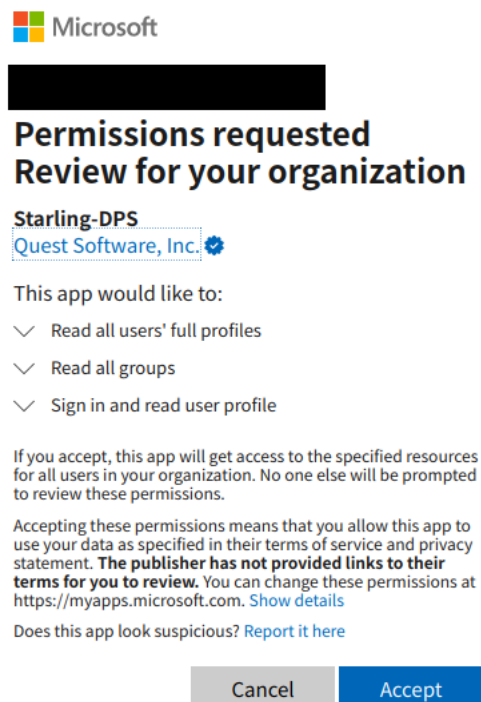 Microsoft
Permissions requested
Review for your organization
Starling-DPS
Quest Software, Inc.
This app would like to:
Read all users' full profiles
Read all groups
Sign in and read user profile
If you accept, this app will get access to the specified resources
for all users in your organization. No one else will be prompted
to review these permissions.
Accepting these permissions means that you allow this app to
use your data as specified in their terms of service and privacy
statement. The publisher has not provided links to their
terms for you to review. You can change these permissions at
https://myapps.microsoft.com. Show details
Does this app look suspicious? Report it here
Cancel Accept